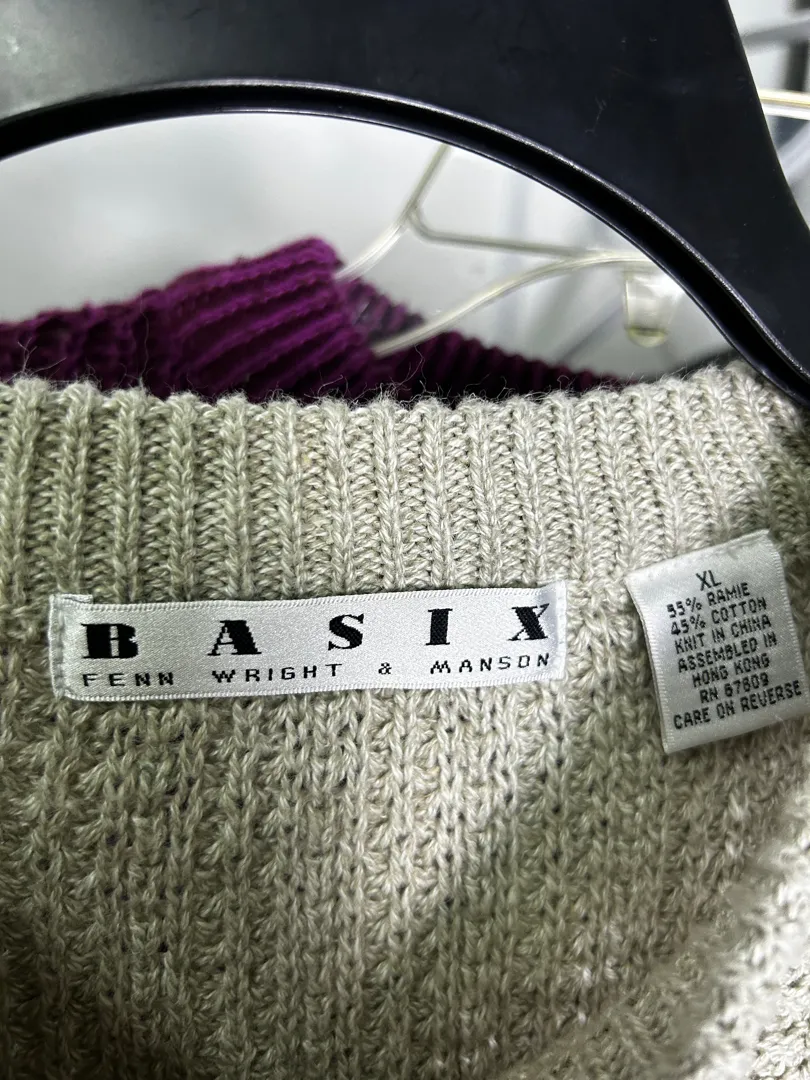 BASIX
FENN WRIGHT & MANSON
XL
55% RAMIE
45% COTTON
KNIT IN CHINA
ASSEMBLED IN
HONG KONG
RN 67809
CARE ON REVERSE